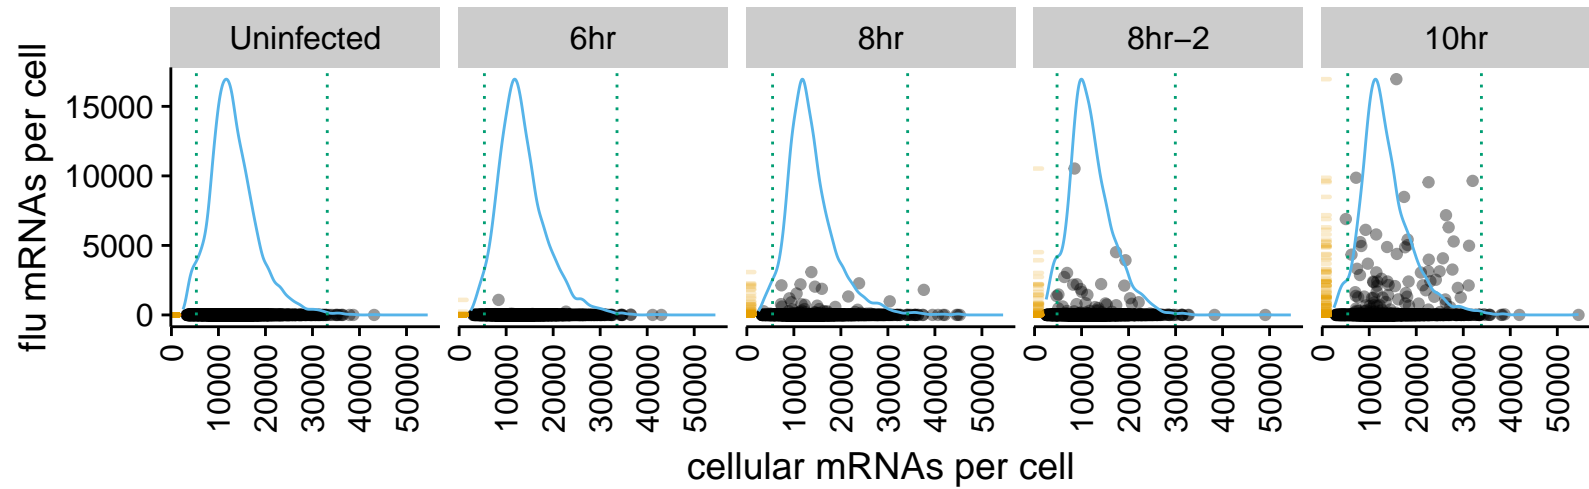 Uninfected 6hr 8hr 8hr−2 10hr
flu mRNAs per cell
15000
10000
5000
0
0 10000 20000 30000 40000 50000 0 10000 20000 30000 40000 50000 0 10000 20000 30000 40000 50000 0 10000 20000 30000 40000 50000 0 10000 20000 30000 40000 50000
cellular mRNAs per cell